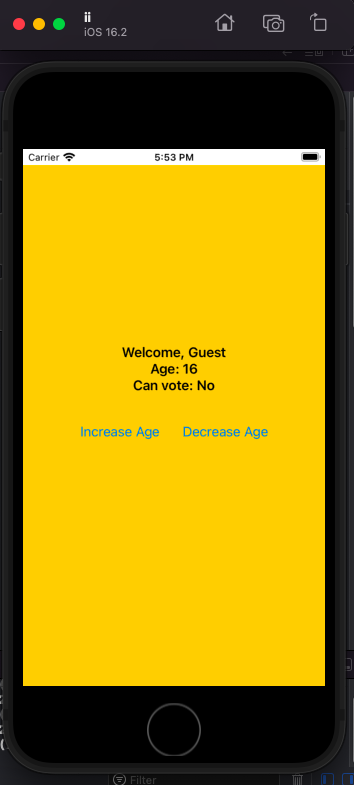 ii
iOS 16.2
Carrier 5:53 PM
Welcome, Guest
Age: 16
Can vote: No
Increase Age Decrease Age
Filter